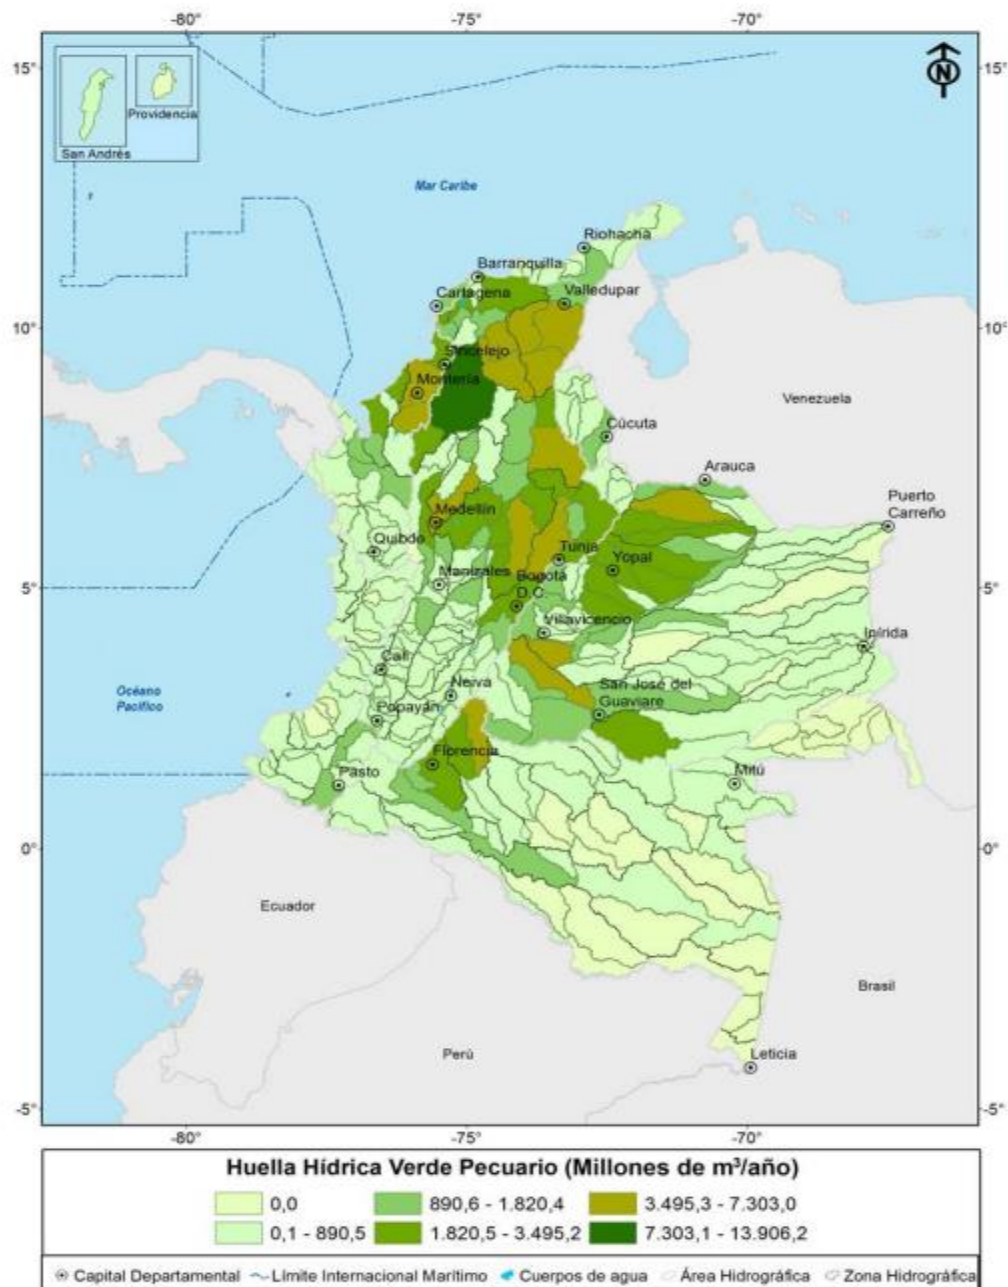 -80° -75° -70°
15° 15°
N
Providencia
San Andrés
Mar Caribe
Riohacha
Barranquilla
Cartagena Valledupar
10° 10°
Sincelejo
Montería
Venezuela
Cúcuta
Arauca
Puerto
Carreño
Medellín
Quibdó Tunja
Yopal
Manizales Bogotá
D.C.
5° 5°
Villavicencio
Inírida
Cali
Neiva San José del
Guaviare
Océano
Pacífico
Popayán
Florencia
Pasto Mitú
0° 0°
Ecuador
Brasil
Perú
Leticia
-5° -5°
-80° -75° -70°
Huella Hídrica Verde Pecuario (Millones de m³/año)
0,0 890,6 - 1.820,4 3.495,3 - 7.303,0
0,1 - 890,5 1.820,5 - 3.495,2 7.303,1 - 13.906,2
Capital Departamental Límite Internacional Marítimo Cuerpos de agua Área Hidrográfica Zona Hidrográfica